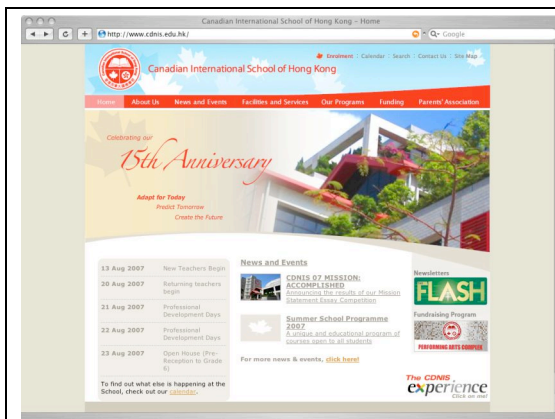 Canadian International School of Hong Kong – Home
http://www.cdnis.edu.hk/
Google
Enrolment | Calendar | Search | Contact Us | Site Map
Canadian International School of Hong Kong
Home About Us News and Events Facilities and Services Our Programs Funding Parents' Association
Celebrating our
15th Anniversary
Adapt for Today
Predict Tomorrow
Create the Future
13 Aug 2007 New Teachers Begin
20 Aug 2007 Returning teachers
begin
21 Aug 2007 Professional
Development Days
22 Aug 2007 Professional
Development Days
23 Aug 2007 Open House (Pre-
Reception to Grade
6)
To find out what else is happening at the
School, check out our calendar.
News and Events
CDNIS 07 MISSION:
ACCOMPLISHED
Announcing the results of our Mission
Statement Essay Competition
Summer School Programme
2007
A unique and educational program of
courses open to all students
For more news & events, click here!
Newsletters
FLASH
Fundraising Program
PERFORMING ARTS COMPLEX
The CDNIS
experience
Click on me!